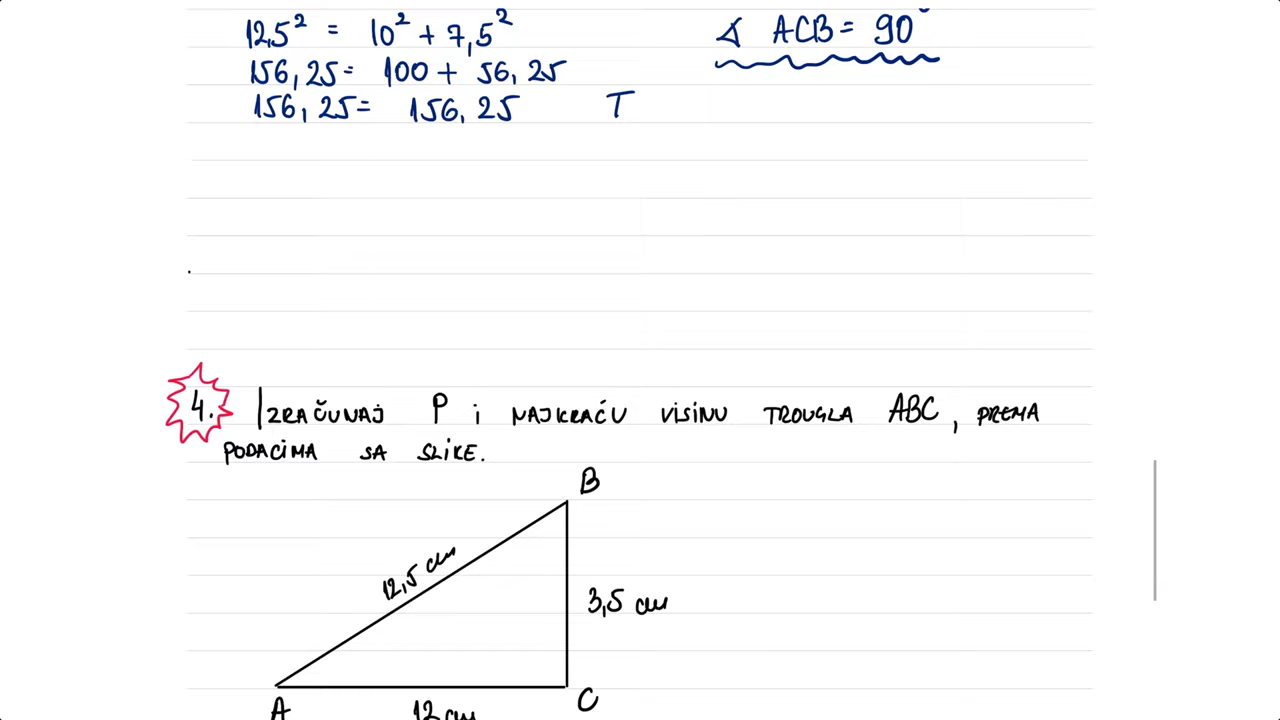 12,5² = 10² + 7,5²
156,25 = 100 + 56,25
156,25 = 156,25 T
∢ ACB = 90°
4. IZRAČUNAJ P i NAJKRAĆU VISINU TROUGLA ABC, PREMA
PODACIMA SA SLIKE.
B
12,5 cm
3,5 cm
A
12 cm
C